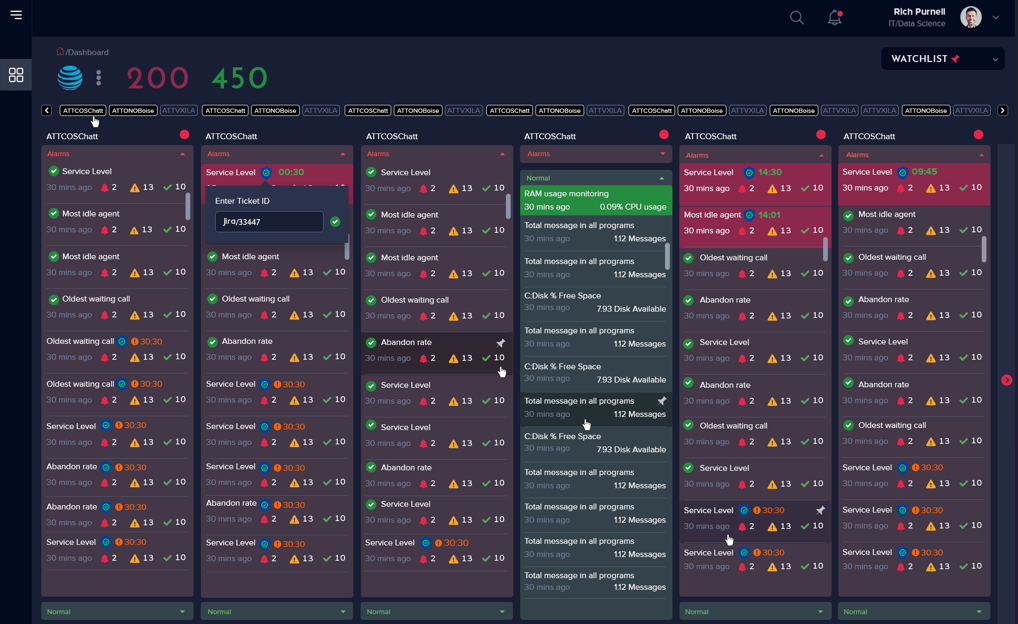 Rich Purnell
IT/Data Science
/Dashboard
200 450
WATCHLIST
ATTCOSChatt ATTONOBoise ATTVXILA ATTCOSChatt ATTONOBoise ATTVXILA ATTCOSChatt ATTONOBoise ATTVXILA ATTCOSChatt ATTONOBoise ATTVXILA ATTCOSChatt ATTONOBoise ATTVXILA ATTONOBoise ATTVXILA ATTVXILA ATTONOBoise ATTVXILA
ATTCOSChatt
Alarms
Service Level
30 mins ago 2 13 10
Most idle agent
30 mins ago 2 13 10
Most idle agent
30 mins ago 2 13 10
Oldest waiting call
30 mins ago 2 13 10
Oldest waiting call 30:30
30 mins ago 2 13 10
Oldest waiting call 30:30
30 mins ago 2 13 10
Service Level 30:30
30 mins ago 2 13 10
Abandon rate 30:30
30 mins ago 2 13 10
Abandon rate 30:30
30 mins ago 2 13 10
Service Level 30:30
30 mins ago 2 13 10
Normal
ATTCOSChatt
Alarms
Service Level 00:30
Enter Ticket ID
Jira/33447
Most idle agent
30 mins ago 2 13 10
Oldest waiting call
30 mins ago 2 13 10
Abandon rate
30 mins ago 2 13 10
Service Level 30:30
30 mins ago 2 13 10
Service Level 30:30
30 mins ago 2 13 10
Service Level 30:30
30 mins ago 2 13 10
Abandon rate 30:30
30 mins ago 2 13 10
Service Level 30:30
30 mins ago 2 13 10
Normal
ATTCOSChatt
Alarms
Service Level
30 mins ago 2 13 10
Most idle agent
30 mins ago 2 13 10
Most idle agent
30 mins ago 2 13 10
Oldest waiting call
30 mins ago 2 13 10
Abandon rate
30 mins ago 2 13 10
Service Level
30 mins ago 2 13 10
Service Level
30 mins ago 2 13 10
Abandon rate
30 mins ago 2 13 10
Service Level
30 mins ago 2 13 10
Service Level 30:30
30 mins ago 2 13 10
Normal
ATTCOSChatt
Alarms
Normal
RAM usage monitoring
30 mins ago 0.09% CPU usage
Total message in all programs
30 mins ago 1.12 Messages
Total message in all programs
30 mins ago 1.12 Messages
C:Disk % Free Space
30 mins ago 7.93 Disk Available
Total message in all programs
30 mins ago 1.12 Messages
C:Disk % Free Space
30 mins ago 7.93 Disk Available
Total message in all programs
30 mins ago 1.12 Messages
C:Disk % Free Space
30 mins ago 7.93 Disk Available
Total message in all programs
30 mins ago 1.12 Messages
Total message in all programs
30 mins ago 1.12 Messages
Total message in all programs
30 mins ago 1.12 Messages
Total message in all programs
30 mins ago 1.12 Messages
ATTCOSChatt
Alarms
Service Level 14:30
30 mins ago 2 13 10
Most idle agent 14:01
30 mins ago 2 13 10
Oldest waiting call
30 mins ago 2 13 10
Abandon rate
30 mins ago 2 13 10
Service Level
30 mins ago 2 13 10
Abandon rate
30 mins ago 2 13 10
Oldest waiting call
30 mins ago 2 13 10
Service Level
30 mins ago 2 13 10
Service Level 30:30
30 mins ago 2 13 10
Service Level 30:30
30 mins ago 2 13 10
Normal
ATTCOSChatt
Alarms
Service Level 09:45
30 mins ago 2 13 10
Most idle agent
30 mins ago 2 13 10
Oldest waiting call
30 mins ago 2 13 10
Abandon rate
30 mins ago 2 13 10
Service Level
30 mins ago 2 13 10
Abandon rate
30 mins ago 2 13 10
Oldest waiting call
30 mins ago 2 13 10
Service Level 30:30
30 mins ago 2 13 10
Service Level 30:30
30 mins ago 2 13 10
Service Level 30:30
30 mins ago 2 13 10
Normal